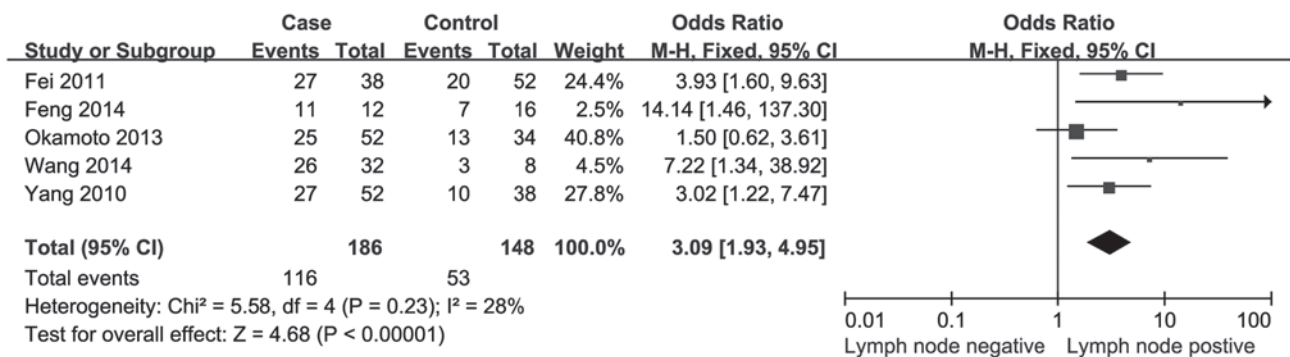 Case Control Odds Ratio Odds Ratio
Study or Subgroup Events Total Events Total Weight M-H, Fixed, 95% CI M-H, Fixed, 95% CI
Fei 2011 27 38 20 52 24.4% 3.93 [1.60, 9.63]
Feng 2014 11 12 7 16 2.5% 14.14 [1.46, 137.30]
Okamoto 2013 25 52 13 34 40.8% 1.50 [0.62, 3.61]
Wang 2014 26 32 3 8 4.5% 7.22 [1.34, 38.92]
Yang 2010 27 52 10 38 27.8% 3.02 [1.22, 7.47]
Total (95% CI) 186 148 100.0% 3.09 [1.93, 4.95]
Total events 116 53
Heterogeneity: Chi² = 5.58, df = 4 (P = 0.23); I² = 28%
Test for overall effect: Z = 4.68 (P < 0.00001)
0.01 0.1 1 10 100
Lymph node negative Lymph node postive